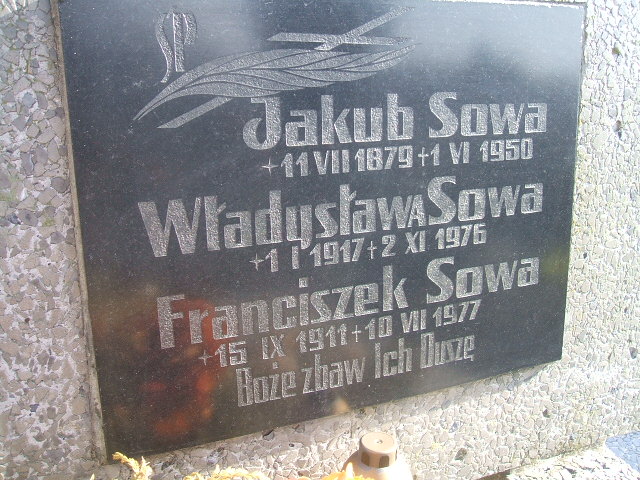 ŚP
Jakub Sowa
+11 VII 1879 +1 VI 1950
WładysławA Sowa
+1 I 1917 +2 XI 1976
Franciszek Sowa
+15 IX 1911 +10 VII 1977
Boże zbaw Ich Duszę